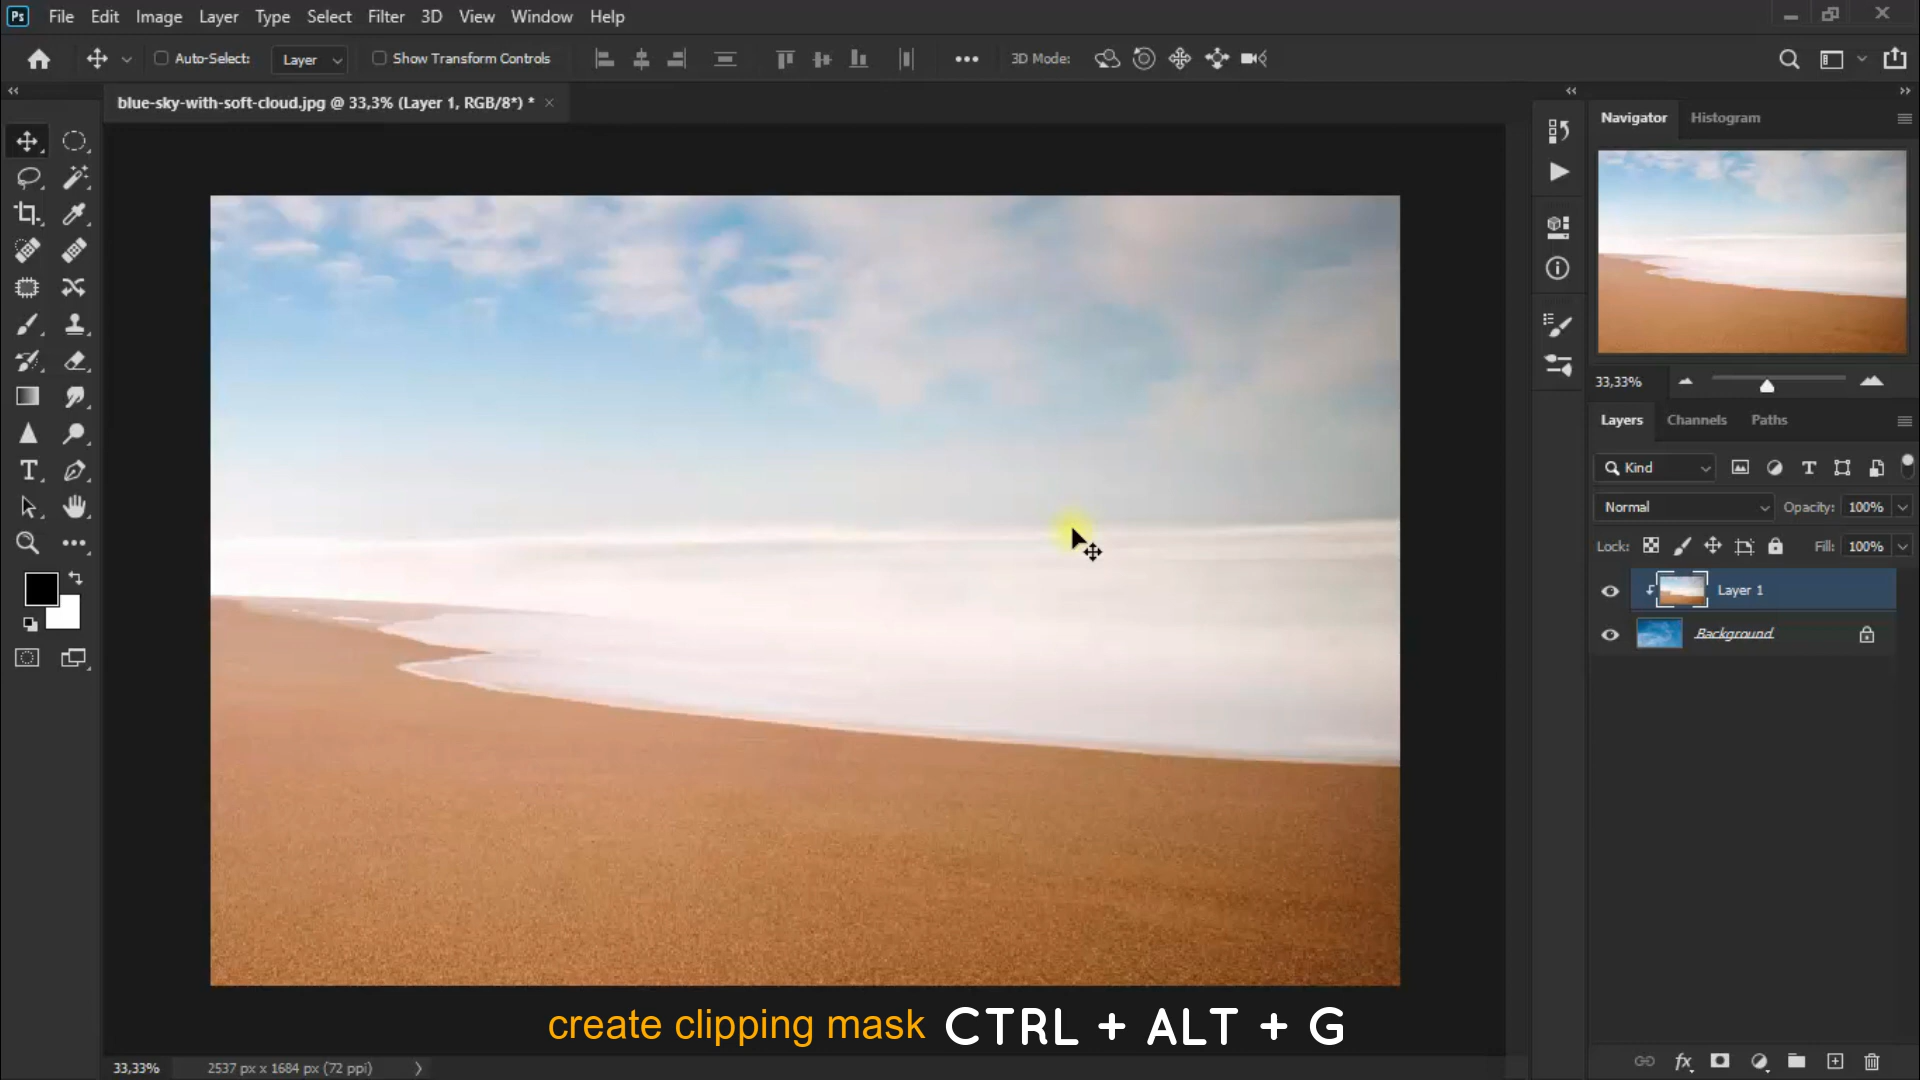 Ps File Edit Image Layer Type Select Filter 3D View Window Help
Auto-Select: Layer Show Transform Controls 3D Mode:
blue-sky-with-soft-cloud.jpg @ 33,3% (Layer 1, RGB/8*) *
Navigator Histogram
33,33%
Layers Channels Paths
Kind
Normal Opacity: 100%
Lock: Fill: 100%
Layer 1
Background
create clipping mask CTRL + ALT + G
33,33% 2537 px x 1684 px (72 ppi)